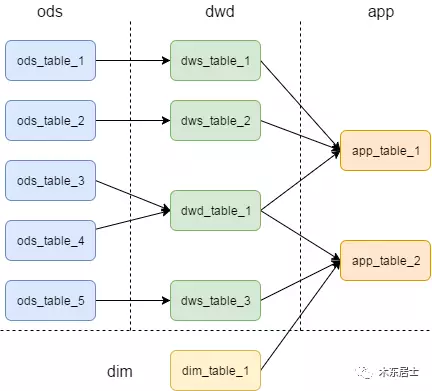 ods dwd app
ods_table_1 dws_table_1
ods_table_2 dws_table_2
app_table_1
ods_table_3
dwd_table_1
ods_table_4
app_table_2
ods_table_5 dws_table_3
dim dim_table_1
木东居士